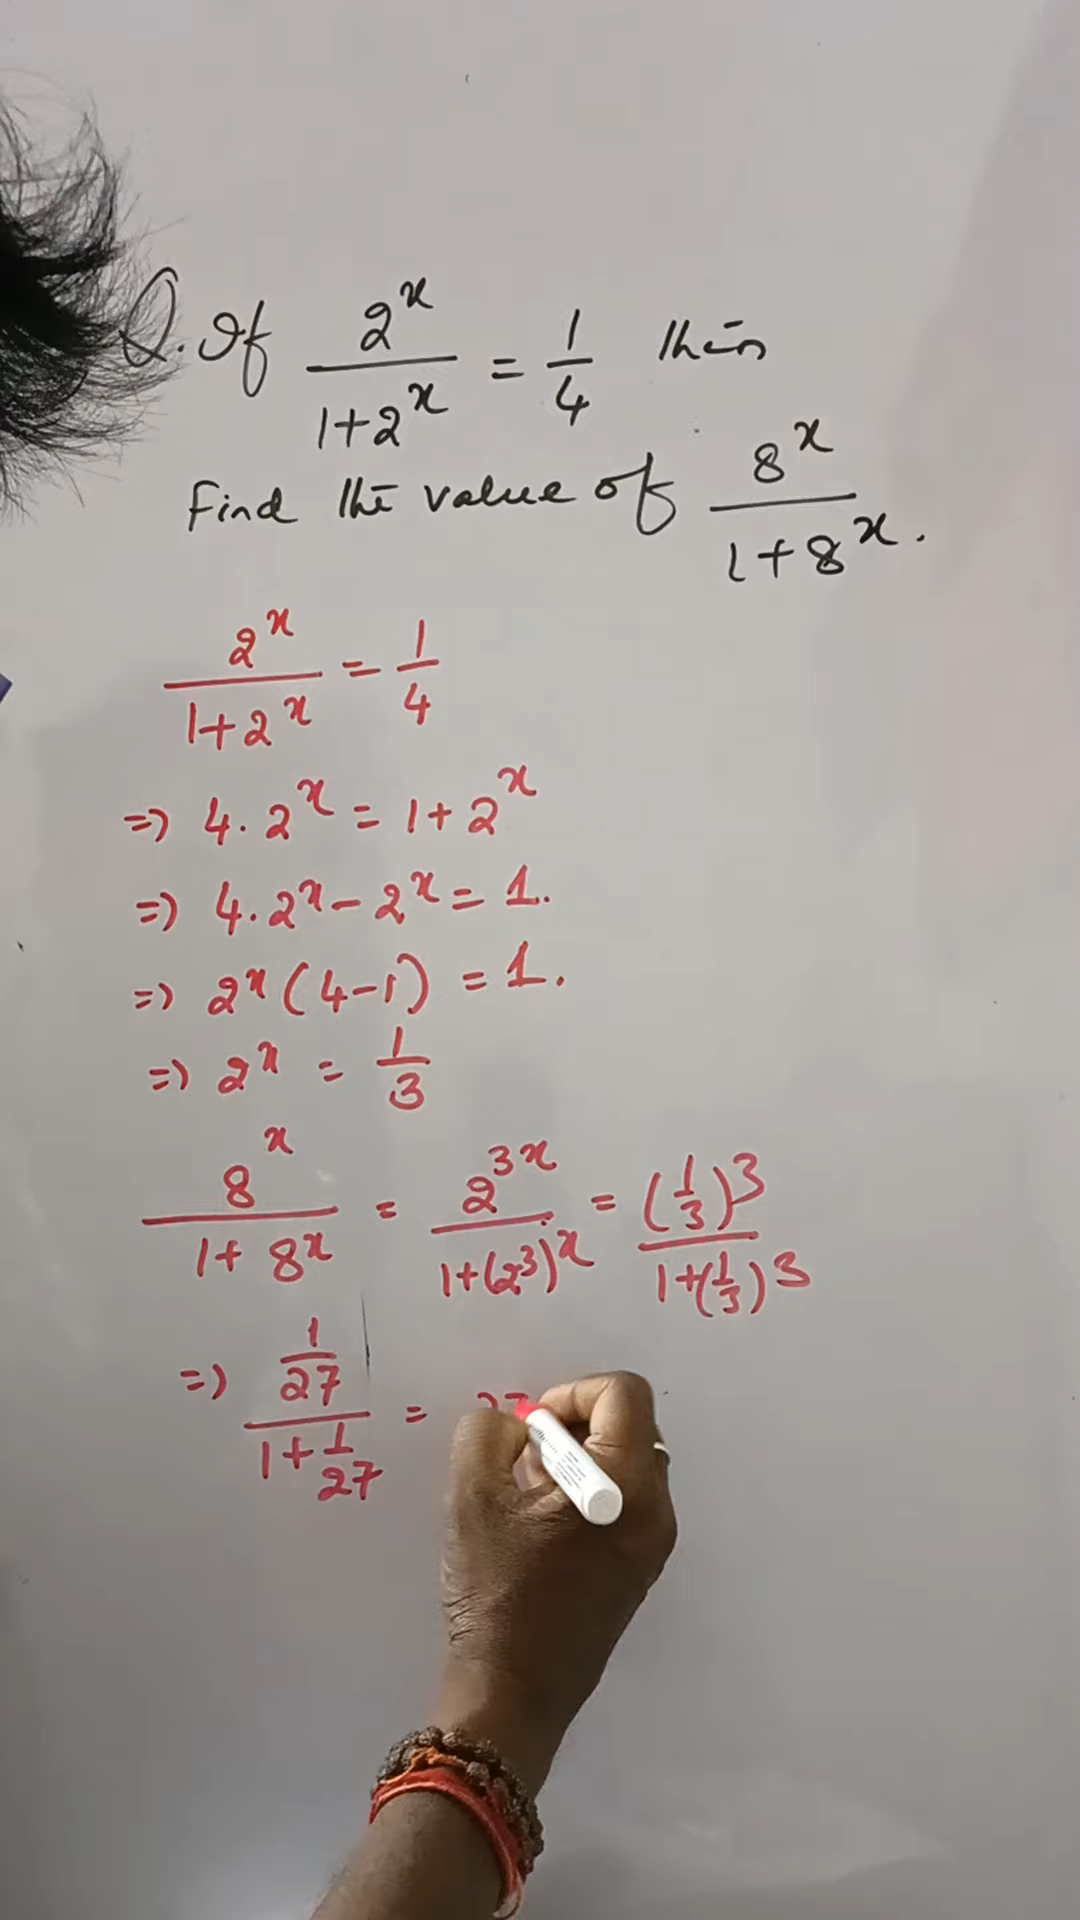 Q. If 2^x / (1+2^x) = 1/4 then
Find the value of 8^x / (1+8^x).
2^x / (1+2^x) = 1/4
=> 4.2^x = 1+2^x
=> 4.2^x - 2^x = 1.
=> 2^x (4-1) = 1.
=> 2^x = 1/3
8^x / (1+8^x) = 2^3x / (1+(2^3)^x) = (1/3)^3 / (1+(1/3)^3)
=> (1/27) / (1+1/27) =